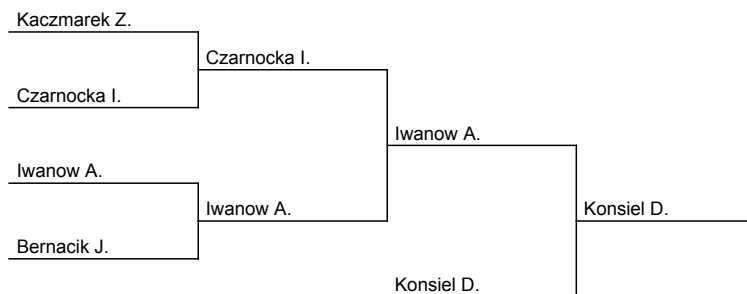 Kaczmarek Z.
Czarnocka I.
Czarnocka I.
Iwanow A.
Iwanow A.
Iwanow A.
Konsiel D.
Bernacik J.
Konsiel D.